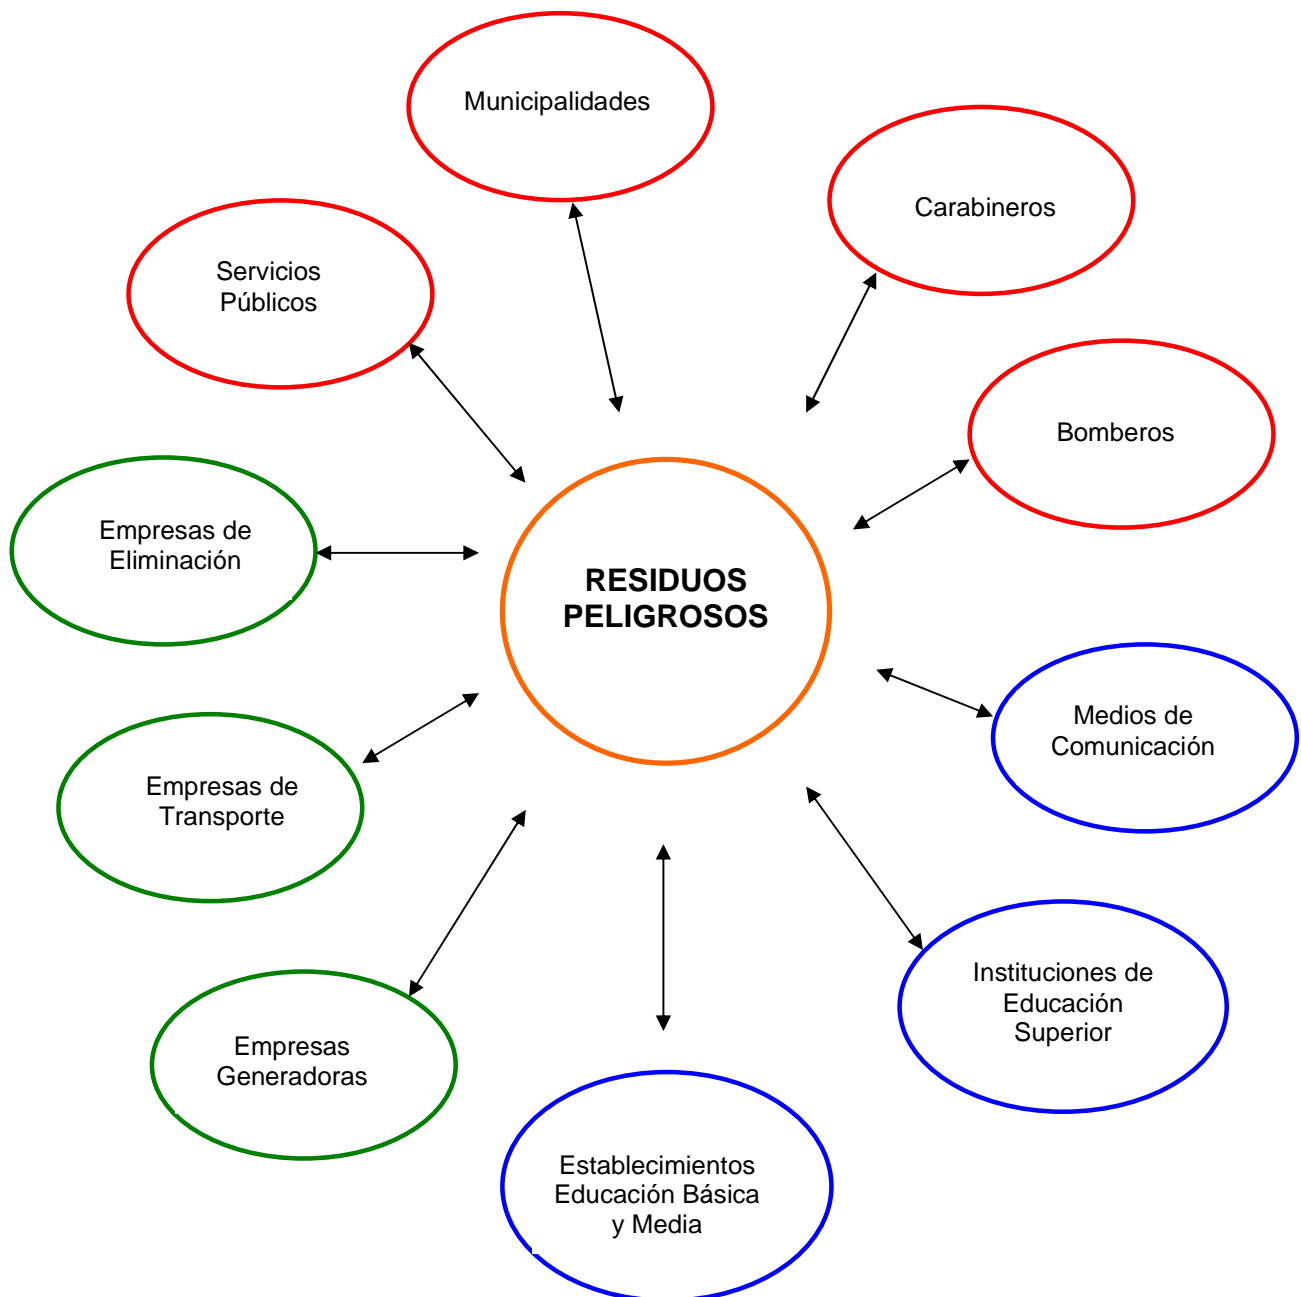 Municipalidades
Carabineros
Servicios
Públicos
Bomberos
Empresas de
Eliminación
RESIDUOS
PELIGROSOS
Medios de
Comunicación
Empresas de
Transporte
Instituciones de
Educación
Superior
Empresas
Generadoras
Establecimientos
Educación Básica
y Media